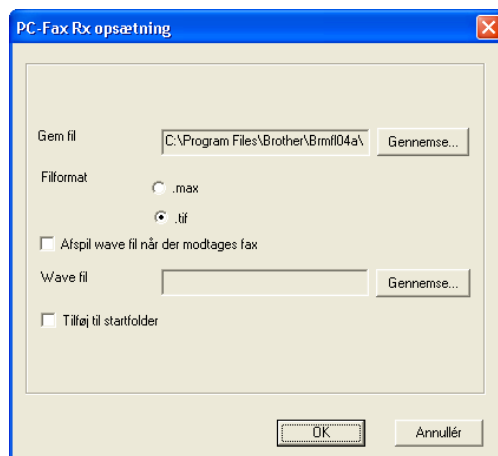 PC-Fax Rx opsætning
Gem fil C:\Program Files\Brother\Brmfl04a\ Gennemse...
Filformat
.max
.tif
Afspil wave fil når der modtages fax
Wave fil Gennemse...
Tilføj til startfolder
OK Annullér